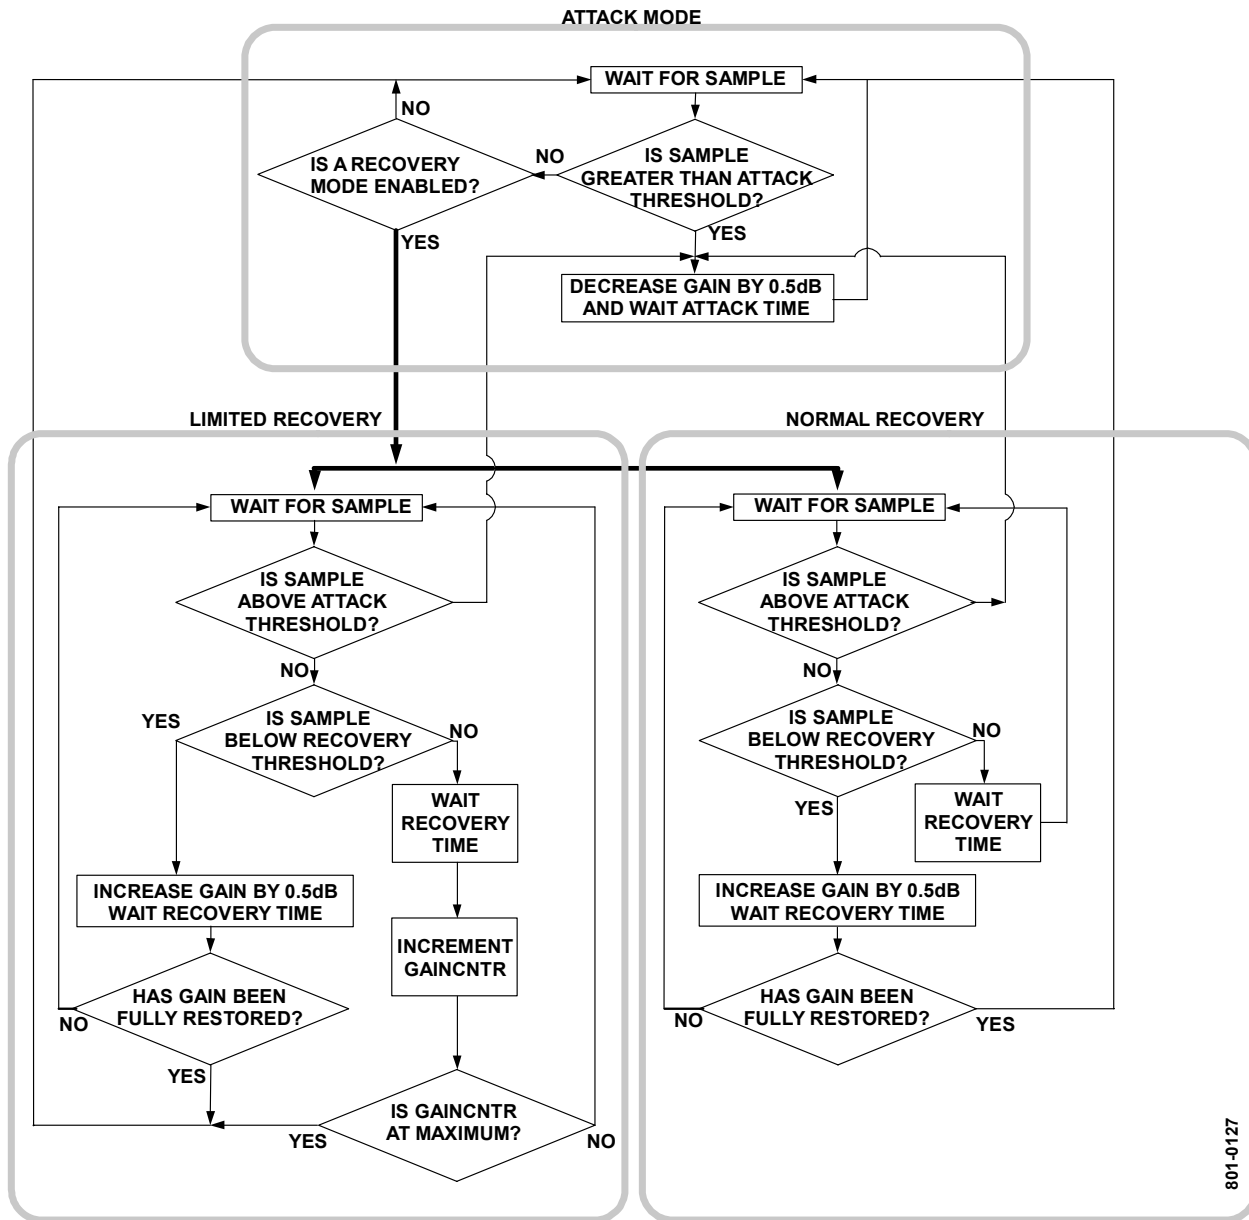 ATTACK MODE
WAIT FOR SAMPLE
NO
IS A RECOVERY
MODE ENABLED?
NO
IS SAMPLE
GREATER THAN ATTACK
THRESHOLD?
YES
YES
DECREASE GAIN BY 0.5dB
AND WAIT ATTACK TIME
LIMITED RECOVERY
WAIT FOR SAMPLE
IS SAMPLE
ABOVE ATTACK
THRESHOLD?
NO
YES
IS SAMPLE
BELOW RECOVERY
THRESHOLD?
NO
WAIT
RECOVERY
TIME
INCREASE GAIN BY 0.5dB
WAIT RECOVERY TIME
INCREMENT
GAINCNTR
HAS GAIN BEEN
FULLY RESTORED?
NO
YES
IS GAINCNTR
AT MAXIMUM?
YES
NO
NORMAL RECOVERY
WAIT FOR SAMPLE
IS SAMPLE
ABOVE ATTACK
THRESHOLD?
NO
IS SAMPLE
BELOW RECOVERY
THRESHOLD?
NO
YES
WAIT
RECOVERY
TIME
INCREASE GAIN BY 0.5dB
WAIT RECOVERY TIME
HAS GAIN BEEN
FULLY RESTORED?
NO
YES
801-0127